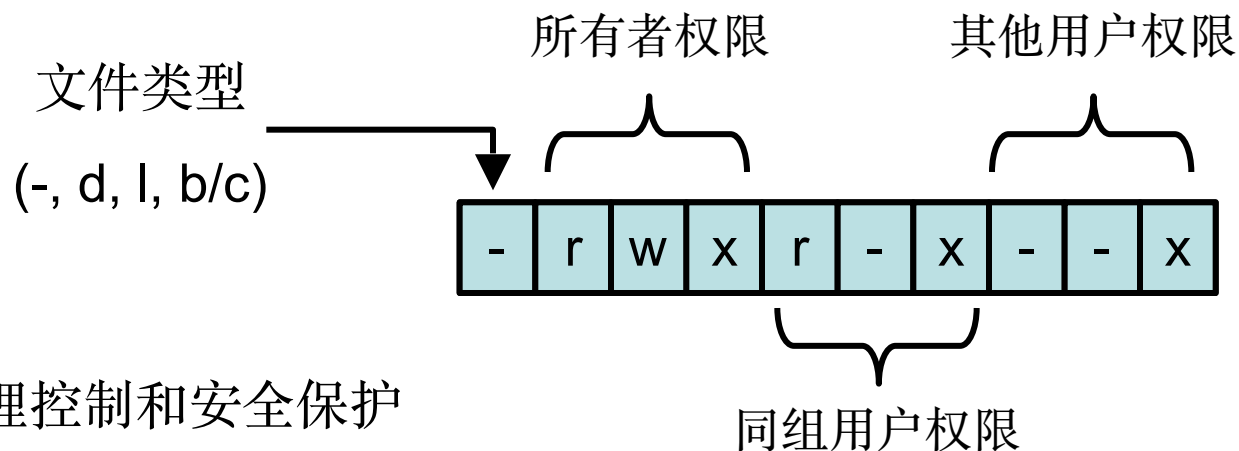 所有者权限
其他用户权限
文件类型
(-, d, l, b/c)
- r w x r - x - - x
理控制和安全保护
同组用户权限